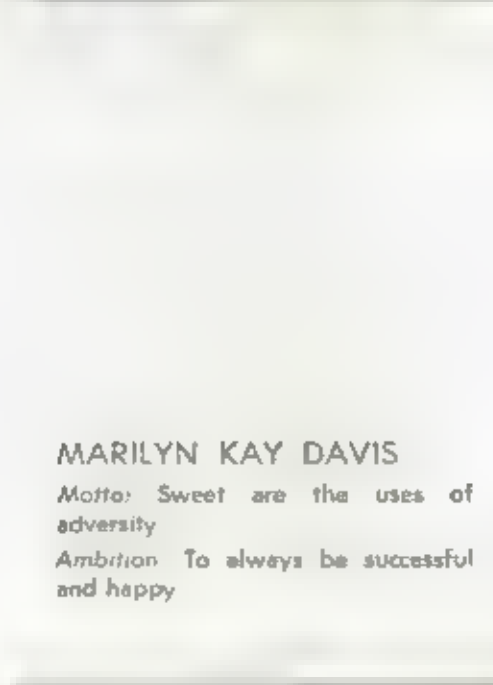 MARILYN KAY DAVIS
Motto: Sweet are the uses of
adversity
Ambition To always be successful
and happy